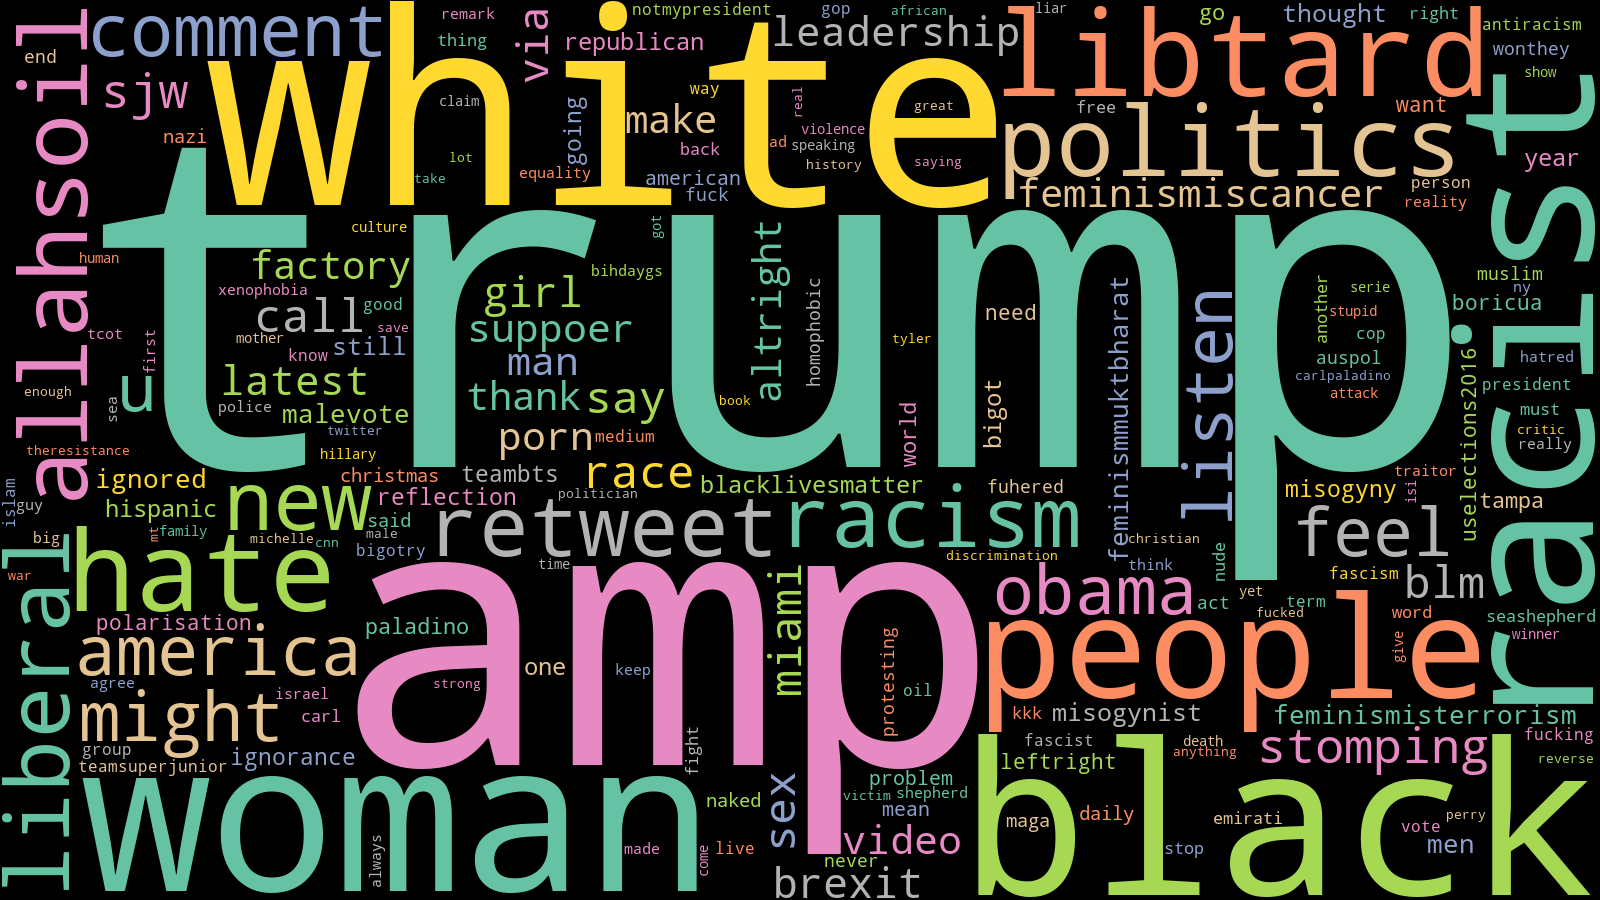 remark
notmypresident
gop
african
liar
go
thought
right
comment
via
leadership
libtard
antiracism
thing
republican
wonthey
end
sjw
white
way
real
great
free
want
show
claim
going
make
violence
politics
nazi
lot
back
ad
speaking
history
saying
year
take
equality
american
fuck
feminismiscancer
person
reality
allahsoil
trump
racist
culture
got
human
factory
bihdaygs
altright
muslim
xenophobia
girl
homophobic
feminismmuktbharat
another
serie
ny
call
good
need
listen
stupid
boricua
tcot
first
save
suppoer
cop
mother
know
still
man
tyler
auspol
hatred
uselections2016
latest
carlpaladino
president
enough
sea
u
police
malevote
thank
say
book
bigot
attack
must
twitter
porn
medium
world
critic
really
theresistance
hillary
ignored
christmas
teambts
race
traitor
islam
guy
hispanic
new
reflection
politician
blacklivesmatter
fuhered
misogyny
isi
tampa
big
mt
family
said
male
michelle
cnn
bigotry
retweet
racism
christian
feel
liberal
hate
time
discrimination
think
nude
war
amp
miami
obama
act
yet
fascism
blm
term
fucked
polarisation
paladino
people
word
seashepherd
america
one
keep
protesting
give
winner
agree
israel
strong
oil
might
carl
kkk
misogynist
feminismisterrorism
group
ignorance
fight
fascist
death
stomping
fucking
teamsuperjunior
leftright
anything
reverse
woman
sex
problem
black
naked
victim
shepherd
mean
maga
daily
emirati
perry
always
made
come
live
video
stop
vote
men
never
brexit